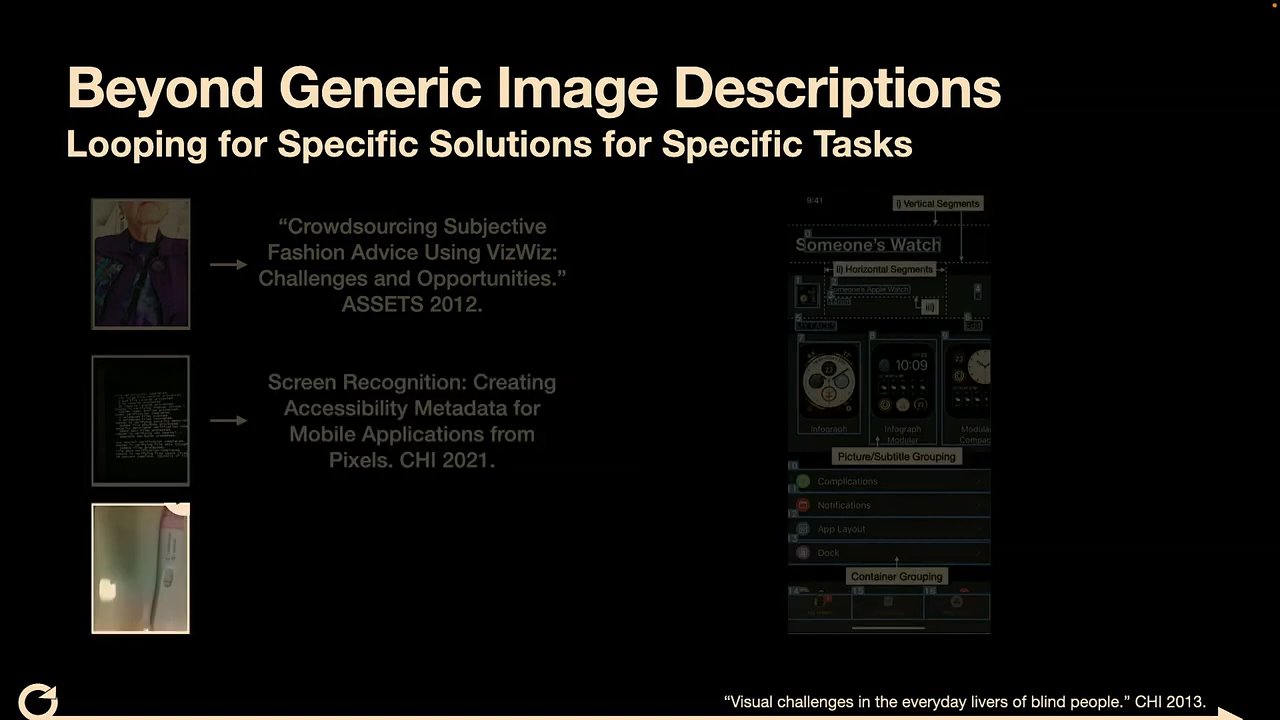 Beyond Generic Image Descriptions
Looping for Specific Solutions for Specific Tasks
“Crowdsourcing Subjective
Fashion Advice Using VizWiz:
Challenges and Opportunities.”
ASSETS 2012.
Screen Recognition: Creating
Accessibility Metadata for
Mobile Applications from
Pixels. CHI 2021.
9:41
i) Vertical Segments
Someone's Watch
ii) Horizontal Segments
Someone's Apple Watch
iii)
10:09
Infograph
Infograph
Modular
Picture/Subtitle Grouping
Complications
Notifications
App Layout
Dock
Container Grouping
“Visual challenges in the everyday livers of blind people.” CHI 2013.